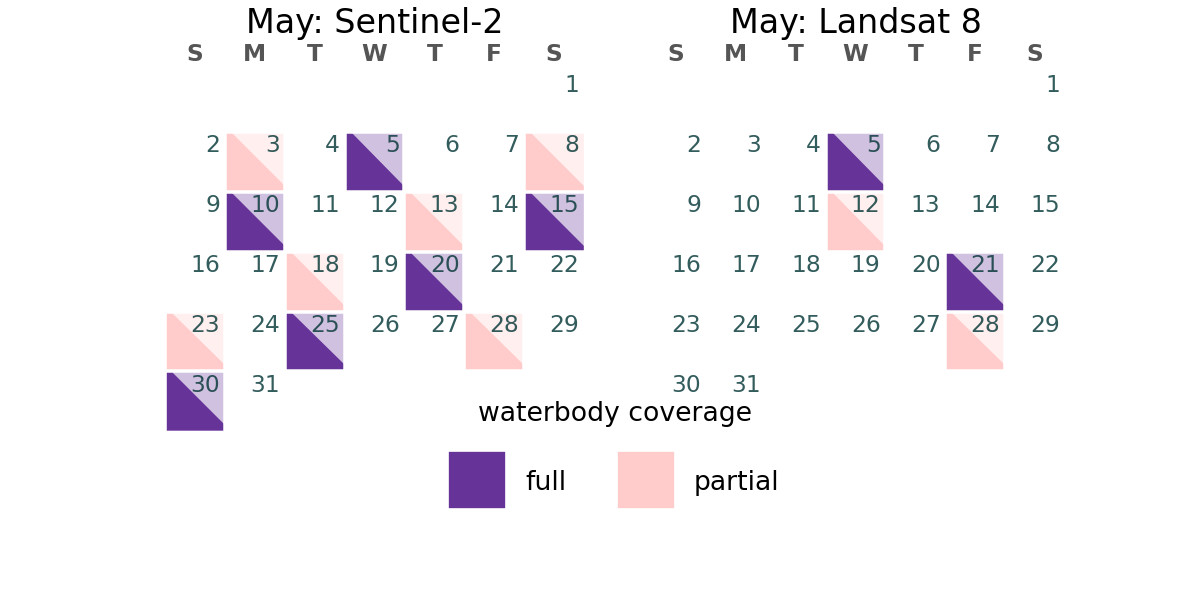 May: Sentinel-2
S M T W T F S
1
2 3 4 5 6 7 8
9 10 11 12 13 14 15
16 17 18 19 20 21 22
23 24 25 26 27 28 29
30 31
May: Landsat 8
S M T W T F S
1
2 3 4 5 6 7 8
9 10 11 12 13 14 15
16 17 18 19 20 21 22
23 24 25 26 27 28 29
30 31
waterbody coverage
full
partial